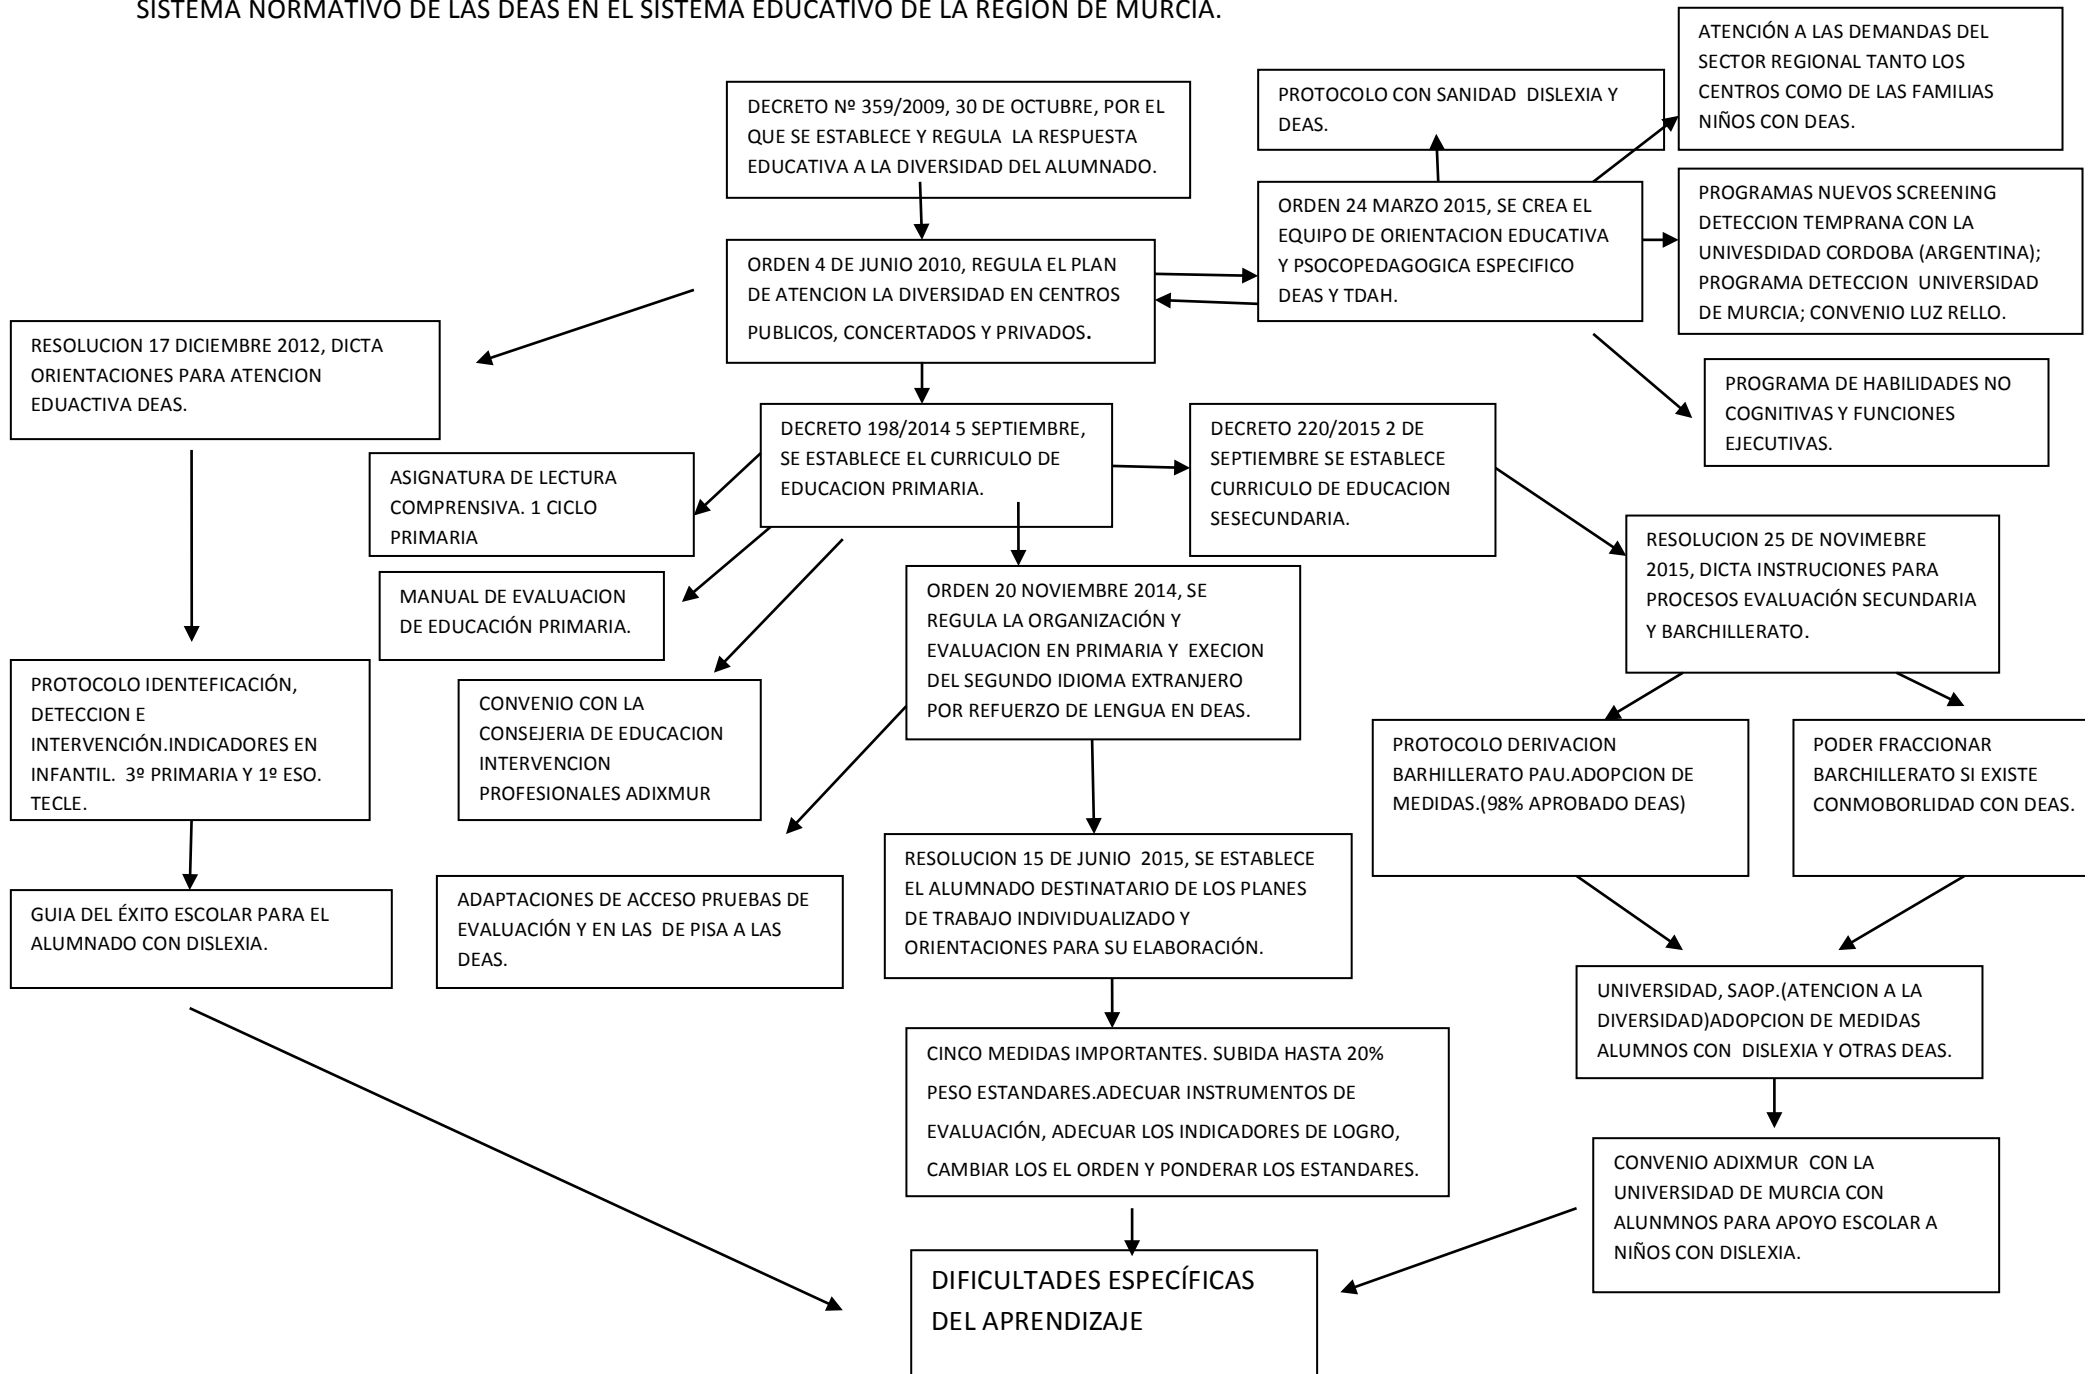 SISTEMA NORMATIVO DE LAS DEAS EN EL SISTEMA EDUCATIVO DE LA REGION DE MURCIA.
ATENCIÓN A LAS DEMANDAS DEL
SECTOR REGIONAL TANTO LOS
CENTROS COMO DE LAS FAMILIAS
NIÑOS CON DEAS.
PROTOCOLO CON SANIDAD DISLEXIA Y
DEAS.
DECRETO Nº 359/2009, 30 DE OCTUBRE, POR EL
QUE SE ESTABLECE Y REGULA LA RESPUESTA
EDUCATIVA A LA DIVERSIDAD DEL ALUMNADO.
ORDEN 24 MARZO 2015, SE CREA EL
EQUIPO DE ORIENTACION EDUCATIVA
Y PSOCOPEDAGOGICA ESPECIFICO
DEAS Y TDAH.
PROGRAMAS NUEVOS SCREENING
DETECCION TEMPRANA CON LA
UNIVESDIDAD CORDOBA (ARGENTINA);
PROGRAMA DETECCION UNIVERSIDAD
DE MURCIA; CONVENIO LUZ RELLO.
ORDEN 4 DE JUNIO 2010, REGULA EL PLAN
DE ATENCION LA DIVERSIDAD EN CENTROS
PUBLICOS, CONCERTADOS Y PRIVADOS.
RESOLUCION 17 DICIEMBRE 2012, DICTA
ORIENTACIONES PARA ATENCION
EDUACTIVA DEAS.
PROGRAMA DE HABILIDADES NO
COGNITIVAS Y FUNCIONES
EJECUTIVAS.
DECRETO 198/2014 5 SEPTIEMBRE,
SE ESTABLECE EL CURRICULO DE
EDUCACION PRIMARIA.
DECRETO 220/2015 2 DE
SEPTIEMBRE SE ESTABLECE
CURRICULO DE EDUCACION
SESECUNDARIA.
ASIGNATURA DE LECTURA
COMPRENSIVA. 1 CICLO
PRIMARIA
RESOLUCION 25 DE NOVIMEBRE
2015, DICTA INSTRUCIONES PARA
PROCESOS EVALUACIÓN SECUNDARIA
Y BARCHILLERATO.
MANUAL DE EVALUACION
DE EDUCACIÓN PRIMARIA.
ORDEN 20 NOVIEMBRE 2014, SE
REGULA LA ORGANIZACIÓN Y
EVALUACION EN PRIMARIA Y EXECION
DEL SEGUNDO IDIOMA EXTRANJERO
POR REFUERZO DE LENGUA EN DEAS.
PROTOCOLO IDENTEFICACIÓN,
DETECCION E
INTERVENCIÓN.INDICADORES EN
INFANTIL. 3º PRIMARIA Y 1º ESO.
TECLE.
CONVENIO CON LA
CONSEJERIA DE EDUCACION
INTERVENCION
PROFESIONALES ADIXMUR
PROTOCOLO DERIVACION
BARHILLERATO PAU.ADOPCION DE
MEDIDAS.(98% APROBADO DEAS)
PODER FRACCIONAR
BARCHILLERATO SI EXISTE
CONMOBORLIDAD CON DEAS.
RESOLUCION 15 DE JUNIO 2015, SE ESTABLECE
EL ALUMNADO DESTINATARIO DE LOS PLANES
DE TRABAJO INDIVIDUALIZADO Y
ORIENTACIONES PARA SU ELABORACIÓN.
GUIA DEL ÉXITO ESCOLAR PARA EL
ALUMNADO CON DISLEXIA.
ADAPTACIONES DE ACCESO PRUEBAS DE
EVALUACIÓN Y EN LAS DE PISA A LAS
DEAS.
UNIVERSIDAD, SAOP.(ATENCION A LA
DIVERSIDAD)ADOPCION DE MEDIDAS
ALUMNOS CON DISLEXIA Y OTRAS DEAS.
CINCO MEDIDAS IMPORTANTES. SUBIDA HASTA 20%
PESO ESTANDARES.ADECUAR INSTRUMENTOS DE
EVALUACIÓN, ADECUAR LOS INDICADORES DE LOGRO,
CAMBIAR LOS EL ORDEN Y PONDERAR LOS ESTANDARES.
CONVENIO ADIXMUR CON LA
UNIVERSIDAD DE MURCIA CON
ALUNMNOS PARA APOYO ESCOLAR A
NIÑOS CON DISLEXIA.
DIFICULTADES ESPECÍFICAS
DEL APRENDIZAJE